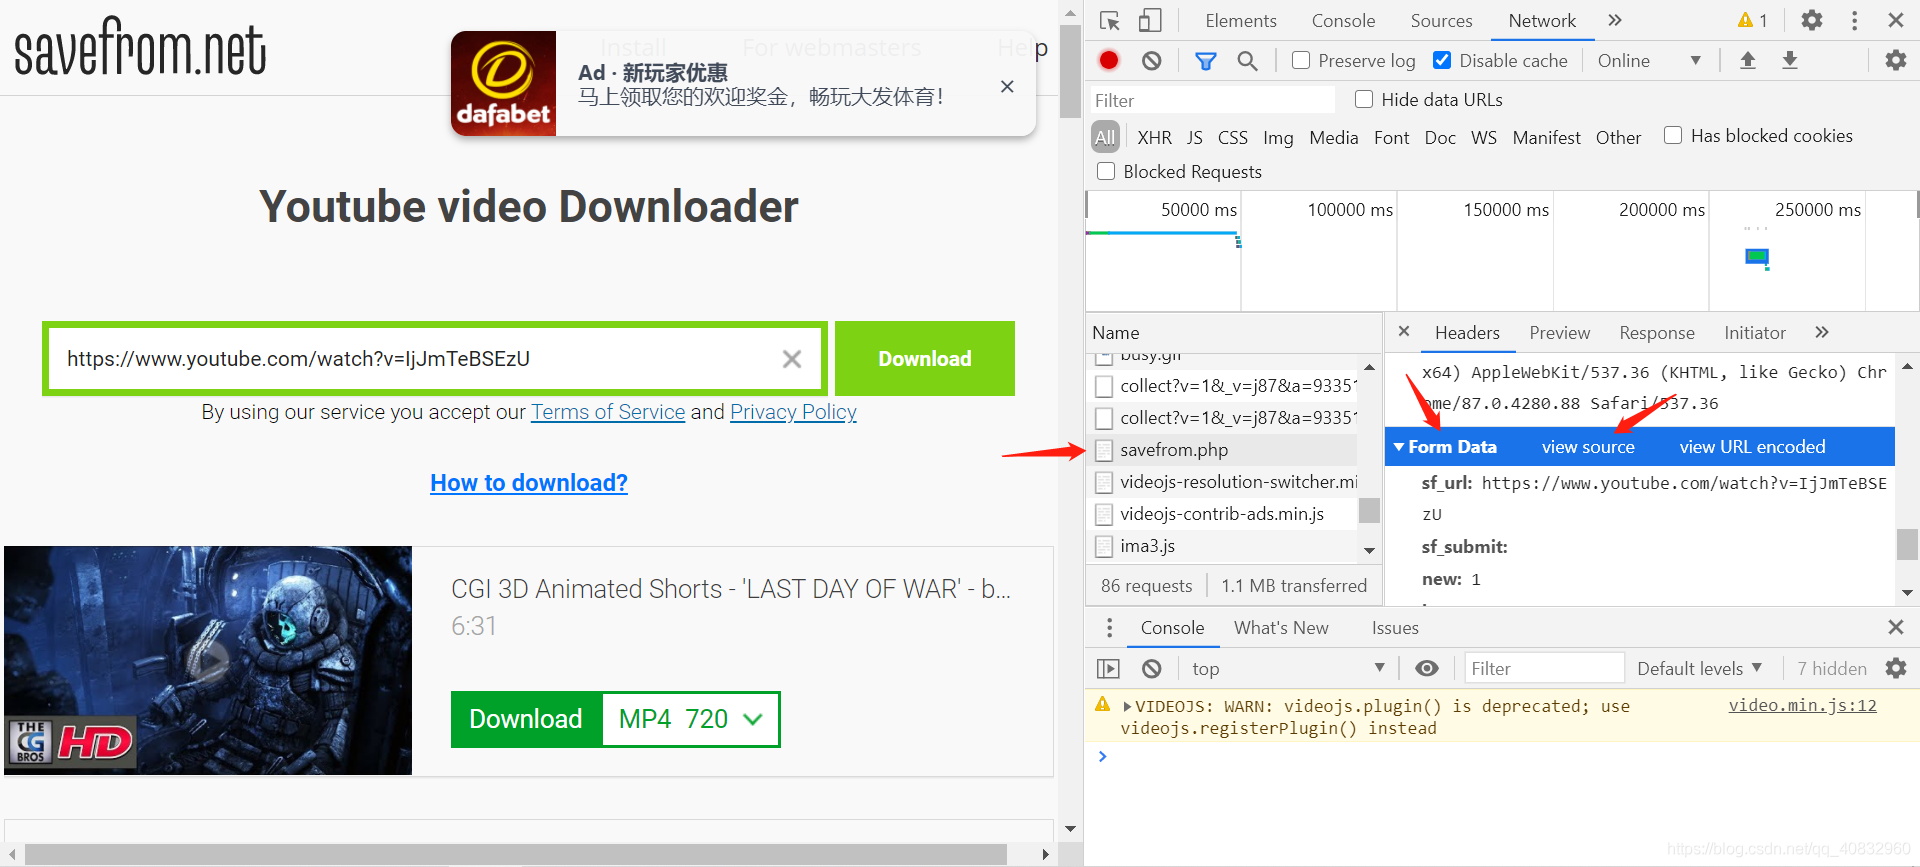 savefrom.net
Install
For webmasters
Help
dafabet
Ad · 新玩家优惠
马上领取您的欢迎奖金，畅玩大发体育！
Youtube video Downloader
https://www.youtube.com/watch?v=IjJmTeBSEzU
Download
By using our service you accept our Terms of Service and Privacy Policy
How to download?
CGI 3D Animated Shorts - 'LAST DAY OF WAR' - b...
6:31
THE CG BROS
HD
Download
MP4 720
Elements Console Sources Network » 1
Preserve log Disable cache Online
Filter Hide data URLs
All XHR JS CSS Img Media Font Doc WS Manifest Other Has blocked cookies
Blocked Requests
50000 ms 100000 ms 150000 ms 200000 ms 250000 ms
Name
busy.gif
collect?v=1&_v=j87&a=93351
collect?v=1&_v=j87&a=93351
savefrom.php
videojs-resolution-switcher.mi
videojs-contrib-ads.min.js
ima3.js
86 requests 1.1 MB transferred
Headers Preview Response Initiator »
x64) AppleWebKit/537.36 (KHTML, like Gecko) Chr
ome/87.0.4280.88 Safari/537.36
Form Data view source view URL encoded
sf_url: https://www.youtube.com/watch?v=IjJmTeBSE
zU
sf_submit:
new: 1
Console What's New Issues
top Filter Default levels 7 hidden
VIDEOJS: WARN: videojs.plugin() is deprecated; use video.min.js:12
videojs.registerPlugin() instead
https://blog.csdn.net/qq_40832960